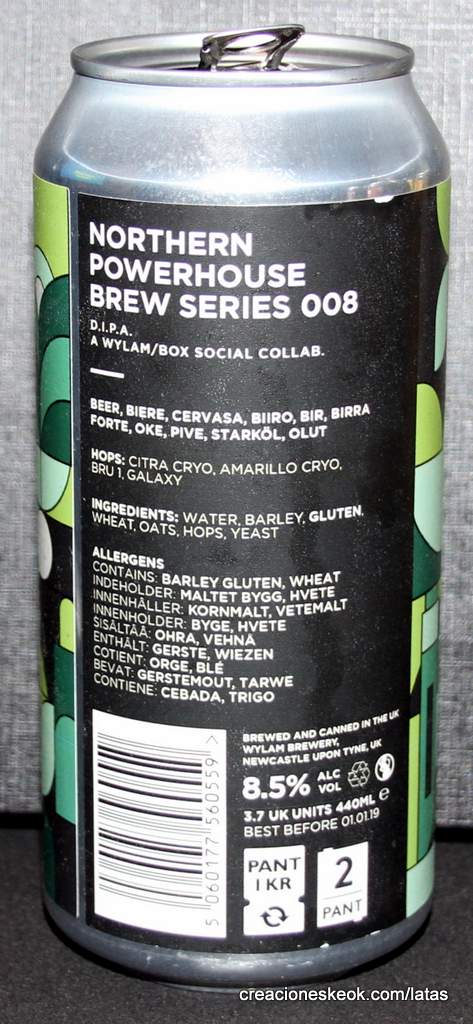 NORTHERN
POWERHOUSE
BREW SERIES 008
D.I.P.A.
A WYLAM/BOX SOCIAL COLLAB.
BEER, BIERE, CERVASA, BIIRO, BIR, BIRRA
FORTE, OKE, PIVE, STARKÖL, OLUT
HOPS: CITRA CRYO, AMARILLO CRYO,
BRU 1, GALAXY
INGREDIENTS: WATER, BARLEY, GLUTEN,
WHEAT, OATS, HOPS, YEAST
ALLERGENS
CONTAINS: BARLEY GLUTEN, WHEAT
INDEHOLDER: MALTET BYGG, HVETE
INNEHÅLLER: KORNMALT, VETEMALT
INNENHOLDER: BYGE, HVETE
SISÄLTÄÄ: OHRA, VEHNÄ
ENTHÄLT: GERSTE, WIEZEN
COTIENT: ORGE, BLÉ
BEVAT: GERSTEMOUT, TARWE
CONTIENE: CEBADA, TRIGO
BREWED AND CANNED IN THE UK
WYLAM BREWERY,
NEWCASTLE UPON TYNE, UK
8.5% ALC
VOL
3.7 UK UNITS 440ML e
BEST BEFORE 01.01.19
5 060177 560559 >
PANT
1 KR
2
PANT
creacioneskeok.com/latas